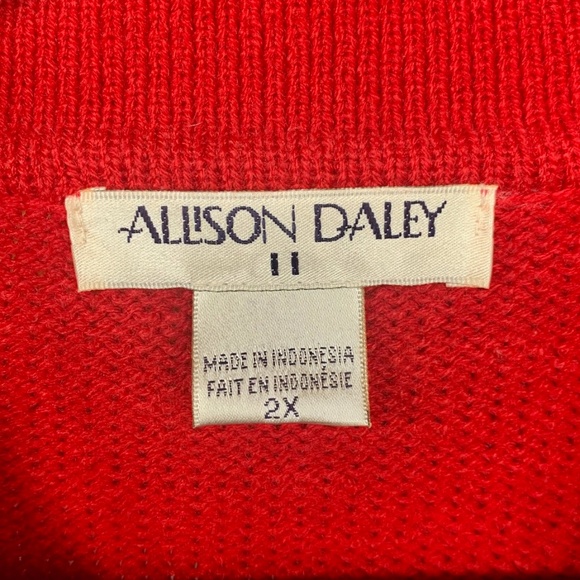 ALLISON DALEY
II
MADE IN INDONESIA
FAIT EN INDONÉSIE
2X